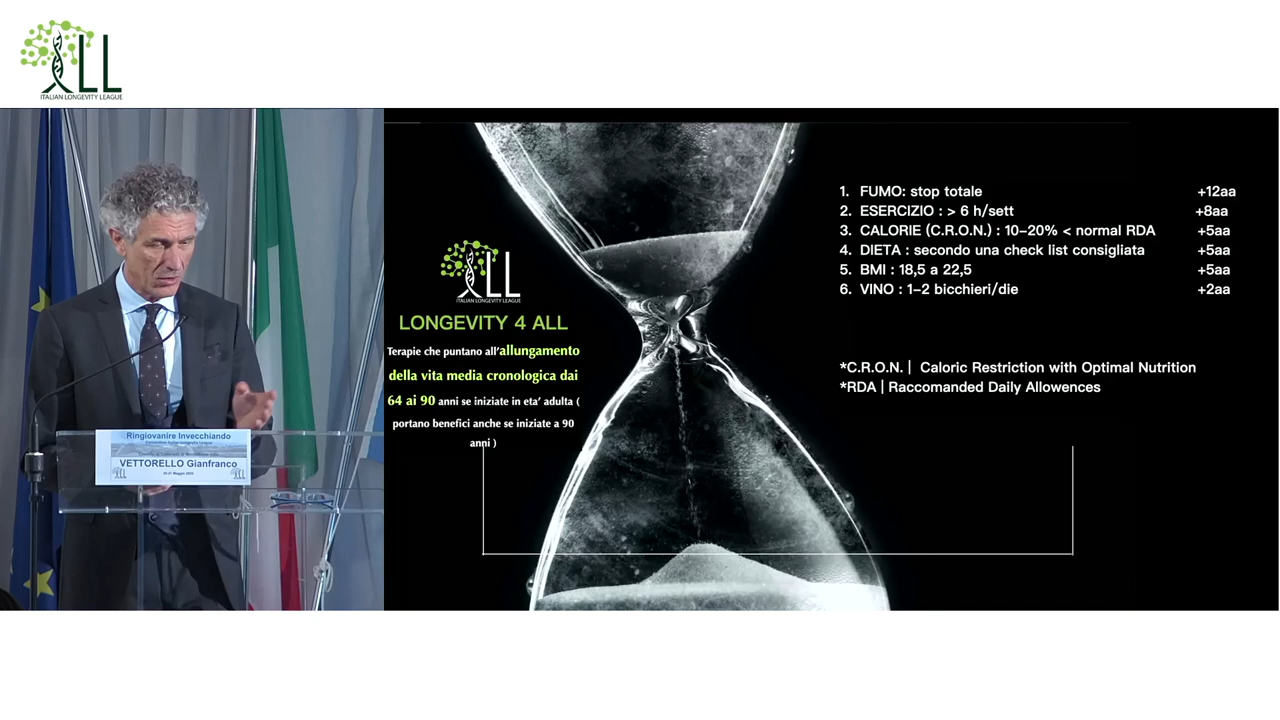 LL
ITALIAN LONGEVITY LEAGUE
LL
ITALIAN LONGEVITY LEAGUE
LONGEVITY 4 ALL
Terapie che puntano all'allungamento
della vita media cronologica dai
64 ai 90 anni se iniziate in eta' adulta (
portano benefici anche se iniziate a 90
anni )
1. FUMO: stop totale +12aa
2. ESERCIZIO : > 6 h/sett +8aa
3. CALORIE (C.R.O.N.) : 10–20% < normal RDA +5aa
4. DIETA : secondo una check list consigliata +5aa
5. BMI : 18,5 a 22,5 +5aa
6. VINO : 1–2 bicchieri/die +2aa
*C.R.O.N. | Caloric Restriction with Optimal Nutrition
*RDA | Raccomanded Daily Allowences
Ringiovanire Invecchiando
VETTORELLO Gianfranco